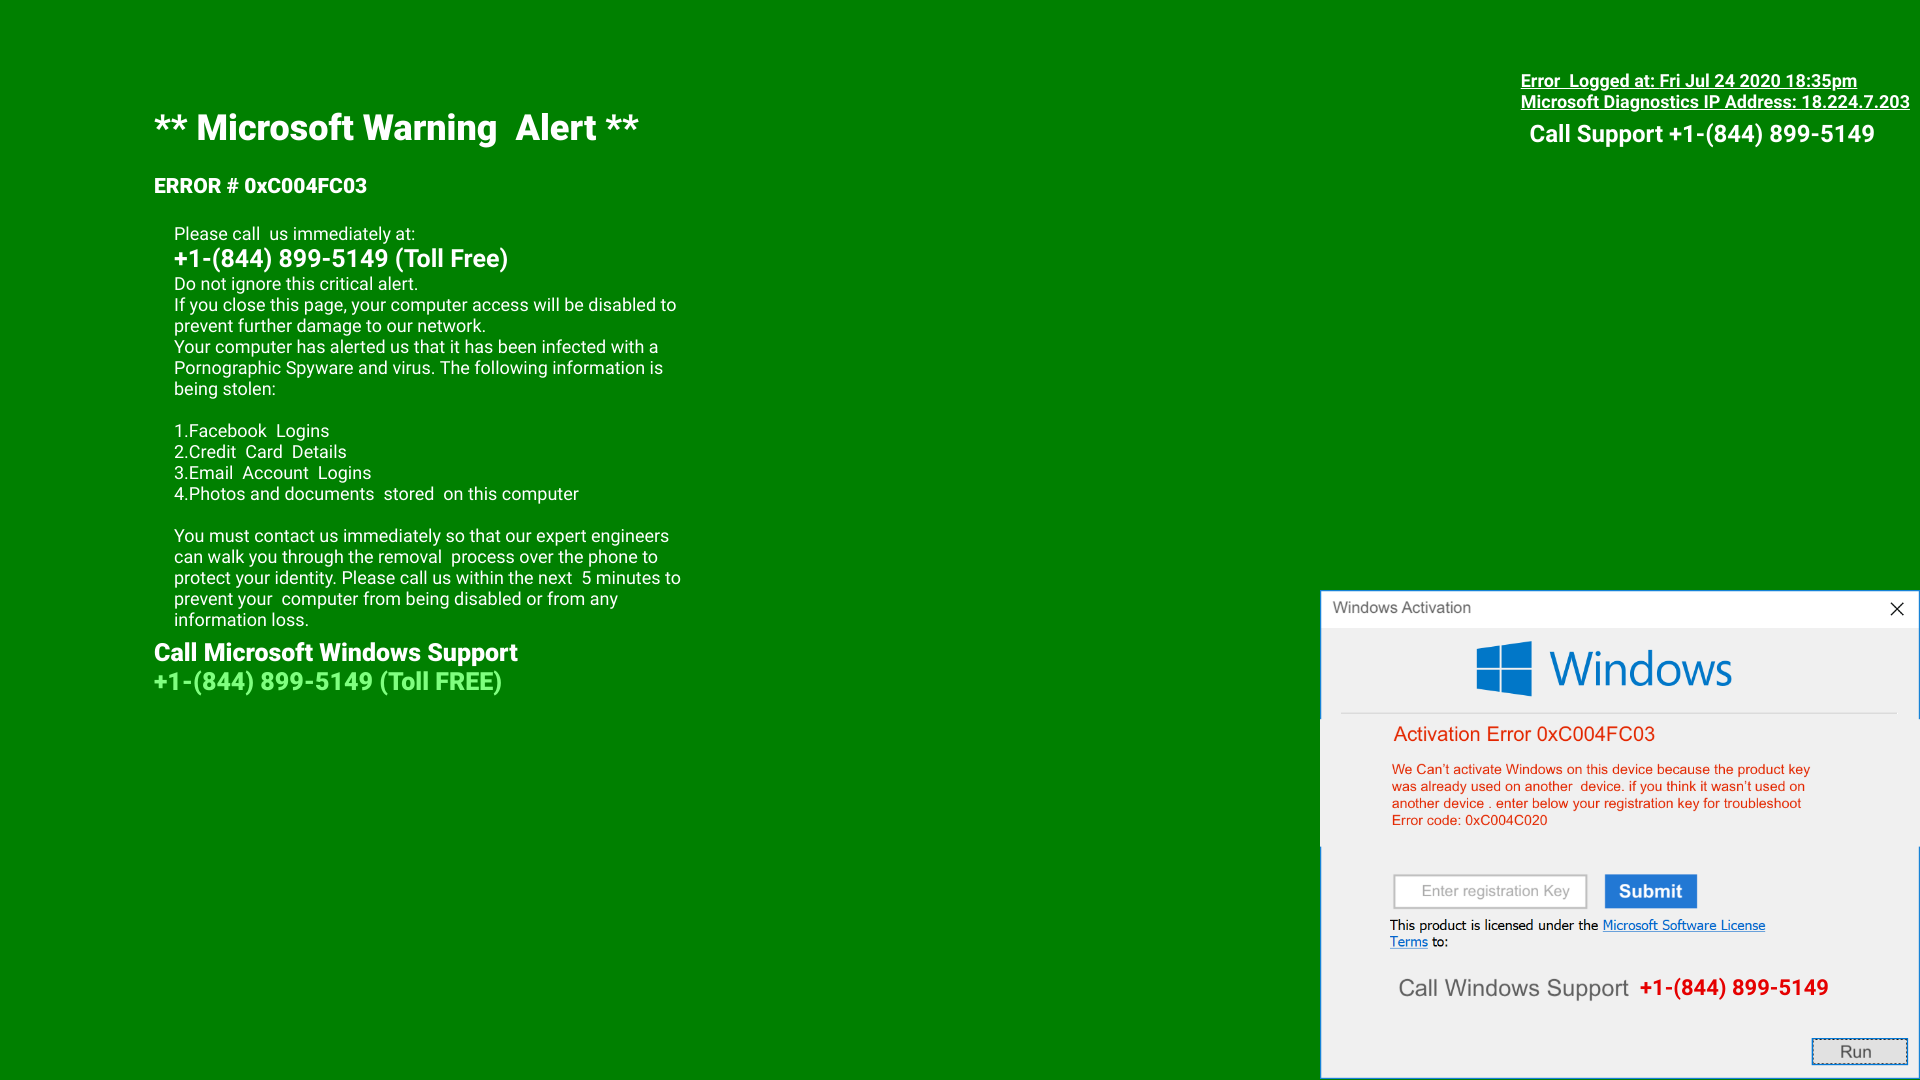 Error Logged at: Fri Jul 24 2020 18:35pm
Microsoft Diagnostics IP Address: 18.224.7.203
Call Support +1-(844) 899-5149
** Microsoft Warning Alert **
ERROR # 0xC004FC03
Please call us immediately at:
+1-(844) 899-5149 (Toll Free)
Do not ignore this critical alert.
If you close this page, your computer access will be disabled to
prevent further damage to our network.
Your computer has alerted us that it has been infected with a
Pornographic Spyware and virus. The following information is
being stolen:
1.Facebook Logins
2.Credit Card Details
3.Email Account Logins
4.Photos and documents stored on this computer
You must contact us immediately so that our expert engineers
can walk you through the removal process over the phone to
protect your identity. Please call us within the next 5 minutes to
prevent your computer from being disabled or from any
information loss.
Call Microsoft Windows Support
+1-(844) 899-5149 (Toll FREE)
Windows Activation
Windows
Activation Error 0xC004FC03
We Can't activate Windows on this device because the product key
was already used on another device. if you think it wasn't used on
another device . enter below your registration key for troubleshoot
Error code: 0xC004C020
Enter registration Key
Submit
This product is licensed under the Microsoft Software License
Terms to:
Call Windows Support +1-(844) 899-5149
Run